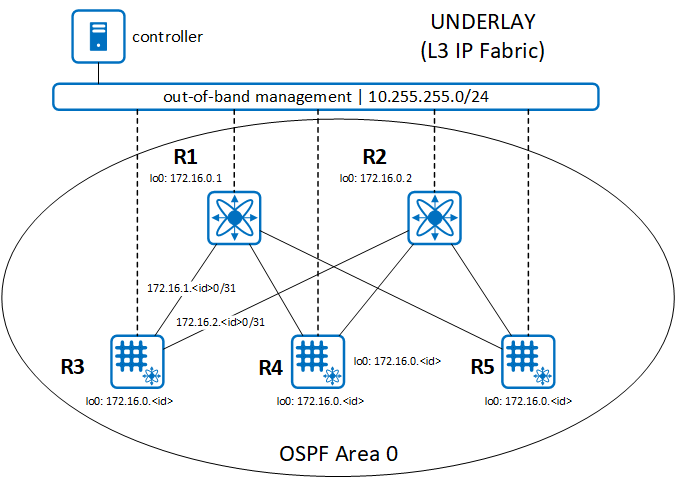 controller
UNDERLAY
(L3 IP Fabric)
out-of-band management | 10.255.255.0/24
R1
lo0: 172.16.0.1
R2
lo0: 172.16.0.2
172.16.1.<id>0/31
172.16.2.<id>0/31
R3
lo0: 172.16.0.<id>
R4
lo0: 172.16.0.<id>
lo0: 172.16.0.<id>
R5
lo0: 172.16.0.<id>
OSPF Area 0